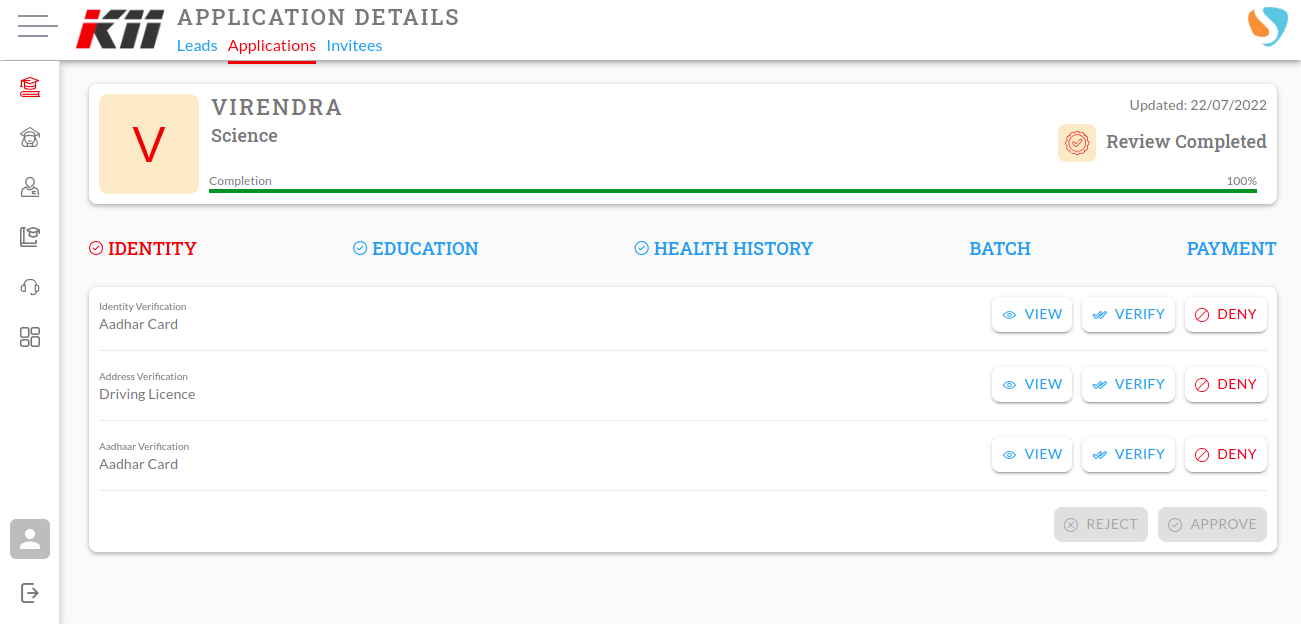 KII APPLICATION DETAILS
Leads Applications Invitees
V
VIRENDRA
Science
Updated: 22/07/2022
Review Completed
Completion 100%
IDENTITY EDUCATION HEALTH HISTORY BATCH PAYMENT
Identity Verification
Aadhar Card
VIEW VERIFY DENY
Address Verification
Driving Licence
VIEW VERIFY DENY
Aadhaar Verification
Aadhar Card
VIEW VERIFY DENY
REJECT APPROVE